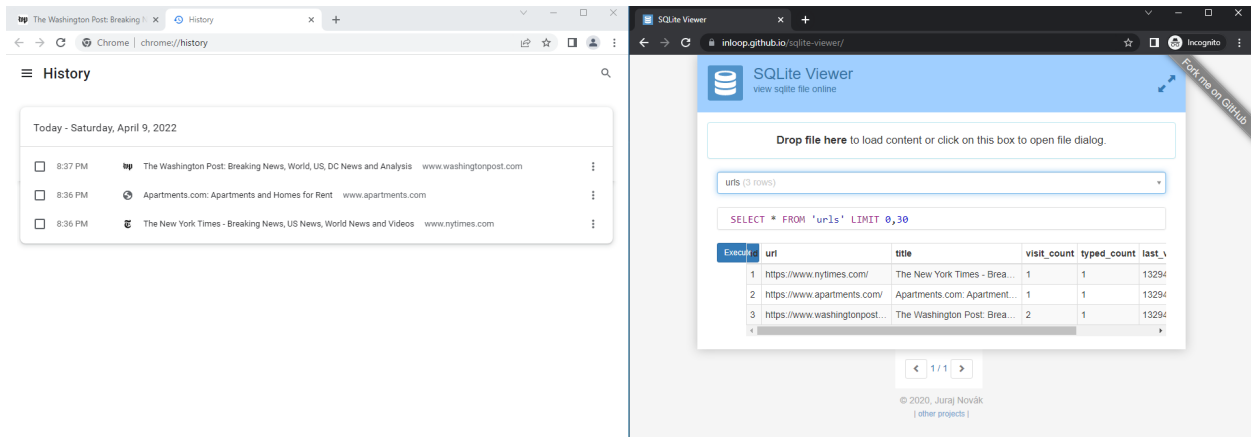 The Washington Post: Breaking N
History
Chrome | chrome://history
History
Today - Saturday, April 9, 2022
8:37 PM wp The Washington Post: Breaking News, World, US, DC News and Analysis www.washingtonpost.com
8:36 PM Apartments.com: Apartments and Homes for Rent www.apartments.com
8:36 PM The New York Times - Breaking News, US News, World News and Videos www.nytimes.com
SQLite Viewer
inloop.github.io/sqlite-viewer/
Incognito
SQLite Viewer
view sqlite file online
Fork me on GitHub
Drop file here to load content or click on this box to open file dialog.
urls (3 rows)
SELECT * FROM 'urls' LIMIT 0,30
Execute
url title visit_count typed_count last_v
1 https://www.nytimes.com/ The New York Times - Brea... 1 1 13294
2 https://www.apartments.com/ Apartments.com: Apartment... 1 1 13294
3 https://www.washingtonpost... The Washington Post: Brea... 2 1 13294
1 / 1
© 2020, Juraj Novák
| other projects |